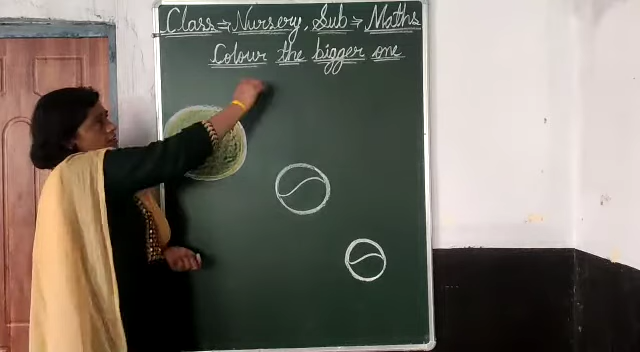 Class → Nursery, Sub → Maths
Colour the bigger one